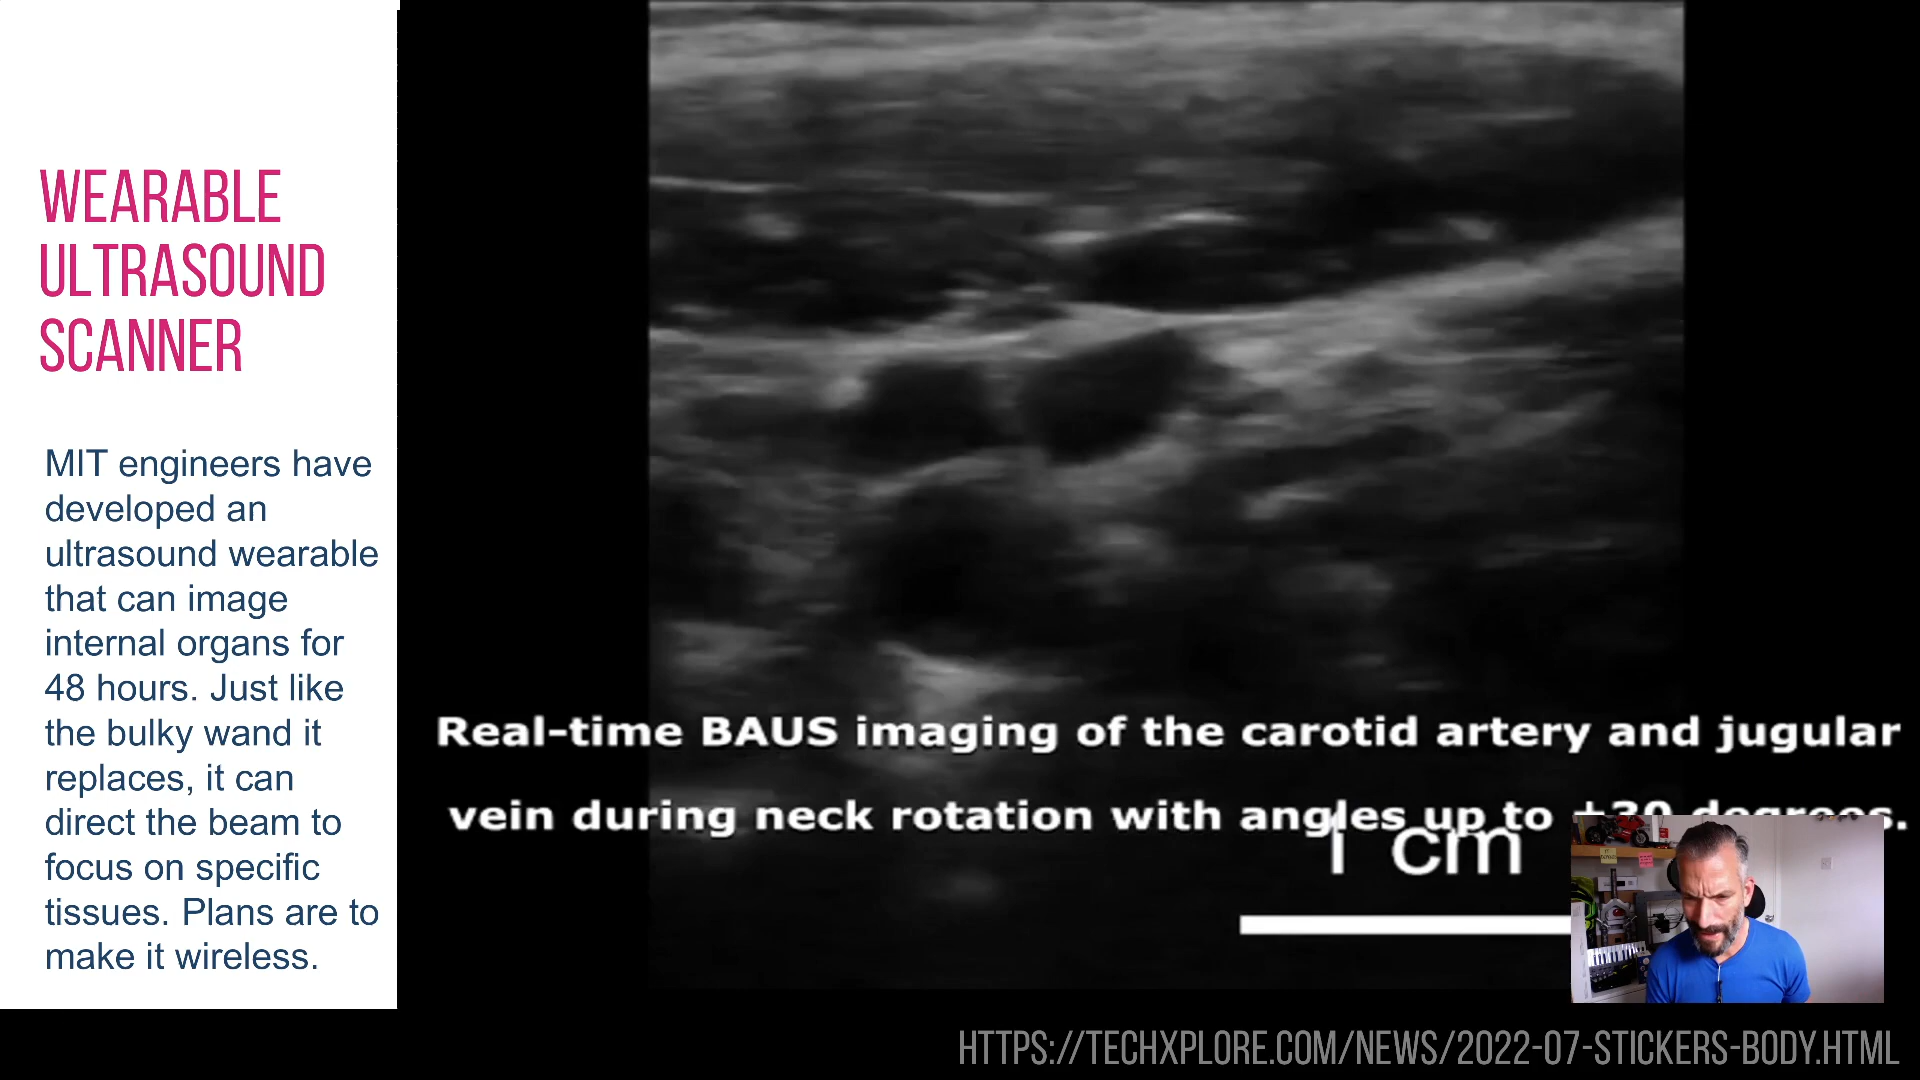 WEARABLE
ULTRASOUND
SCANNER
MIT engineers have
developed an
ultrasound wearable
that can image
internal organs for
48 hours. Just like
the bulky wand it
replaces, it can
direct the beam to
focus on specific
tissues. Plans are to
make it wireless.
Real-time BAUS imaging of the carotid artery and jugular
vein during neck rotation with angles up to ±30 degrees.
1 cm
HTTPS://TECHXPLORE.COM/NEWS/2022-07-STICKERS-BODY.HTML